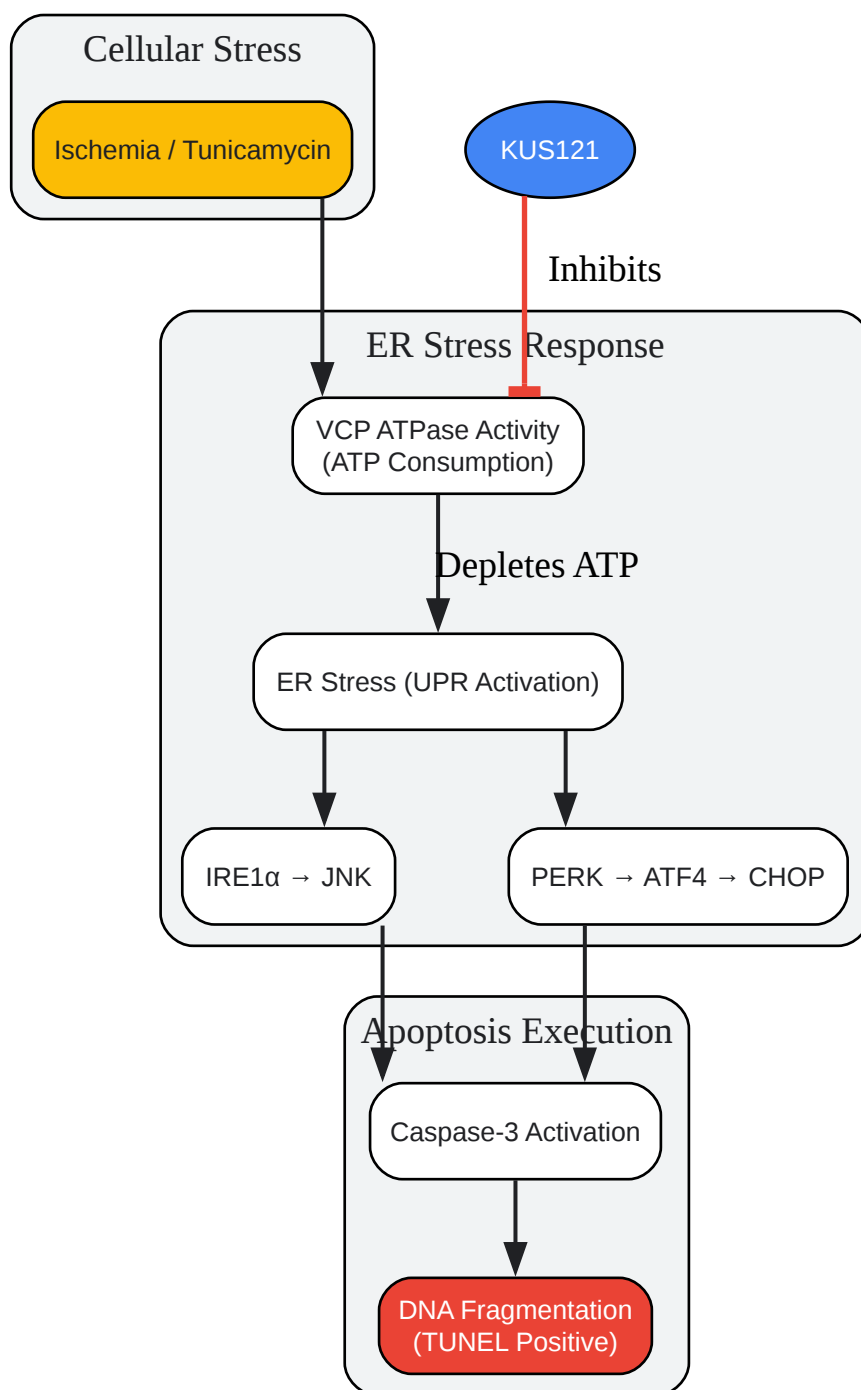 Cellular Stress
Ischemia / Tunicamycin
KUS121
Inhibits
ER Stress Response
VCP ATPase Activity
(ATP Consumption)
Depletes ATP
ER Stress (UPR Activation)
IRE1α → JNK
PERK → ATF4 → CHOP
Apoptosis Execution
Caspase-3 Activation
DNA Fragmentation
(TUNEL Positive)